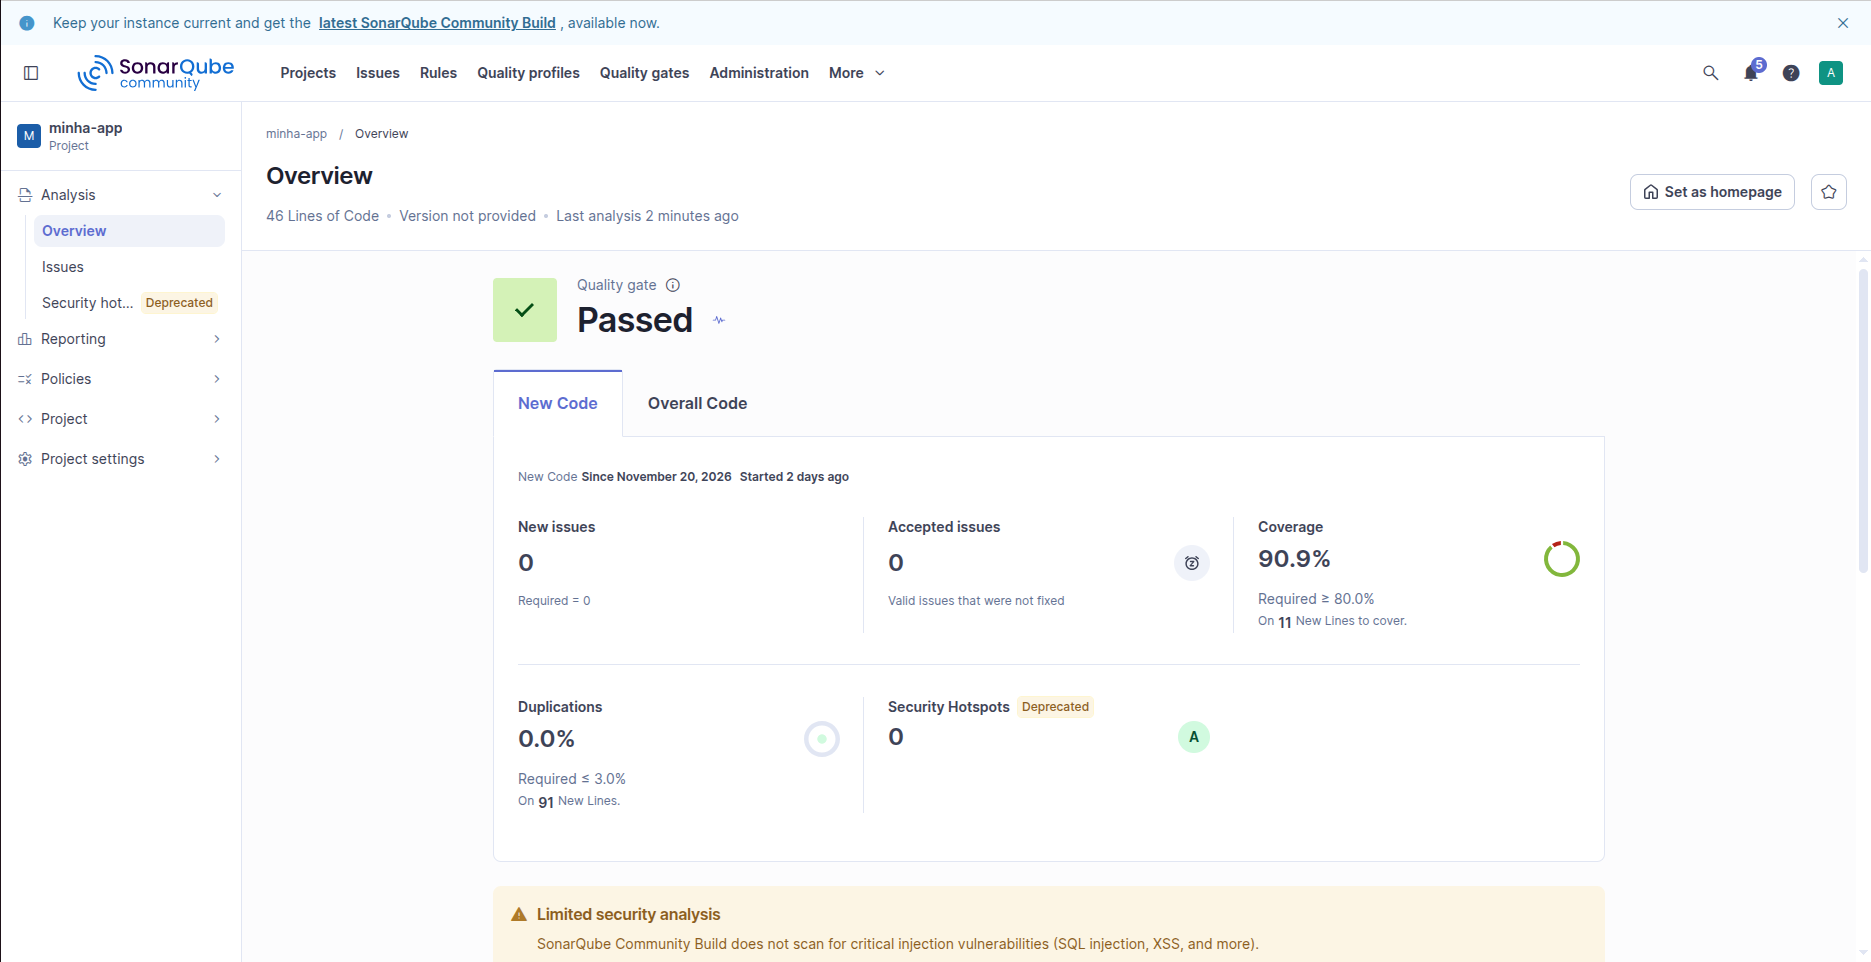 Keep your instance current and get the latest SonarQube Community Build , available now.
SonarQube community
Projects Issues Rules Quality profiles Quality gates Administration More
5
?
A
M
minha-app
Project
Analysis
Overview
Issues
Security hot... Deprecated
Reporting
Policies
Project
Project settings
minha-app / Overview
Overview
46 Lines of Code • Version not provided • Last analysis 2 minutes ago
Set as homepage
Quality gate
Passed
New Code Overall Code
New Code Since November 20, 2026 Started 2 days ago
New issues
0
Required = 0
Accepted issues
0
Valid issues that were not fixed
Coverage
90.9%
Required ≥ 80.0%
On 11 New Lines to cover.
Duplications
0.0%
Required ≤ 3.0%
On 91 New Lines.
Security Hotspots Deprecated
0
A
Limited security analysis
SonarQube Community Build does not scan for critical injection vulnerabilities (SQL injection, XSS, and more).